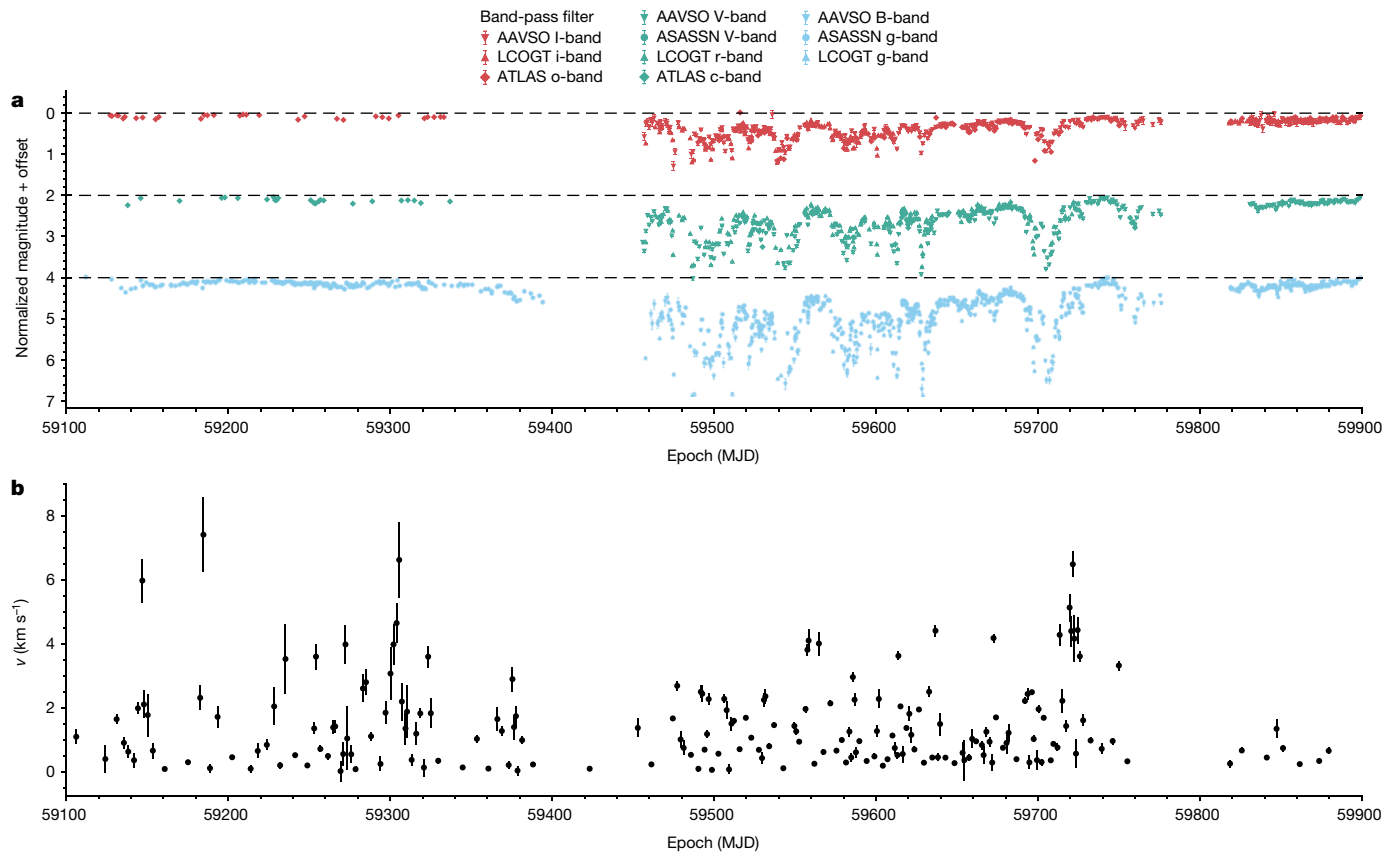 Band-pass filter
AAVSO I-band
LCOGT i-band
ATLAS o-band
AAVSO V-band
ASASSN V-band
LCOGT r-band
ATLAS c-band
AAVSO B-band
ASASSN g-band
LCOGT g-band
a
Normalized magnitude + offset
0
1
2
3
4
5
6
7
59100 59200 59300 59400 59500 59600 59700 59800 59900
Epoch (MJD)
b
v (km s⁻¹)
8
6
4
2
0
59100 59200 59300 59400 59500 59600 59700 59800 59900
Epoch (MJD)